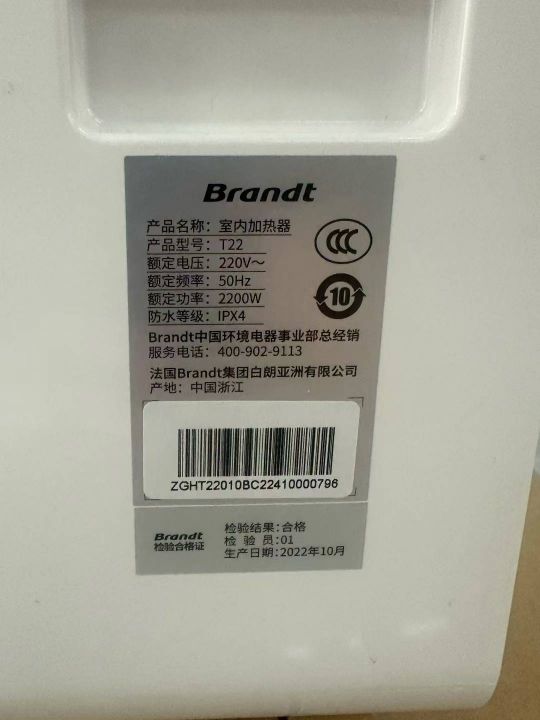 Brandt
产品名称：室内加热器
产品型号：T22
额定电压：220V～
额定频率：50Hz
额定功率：2200W
防水等级：IPX4
CCC
10
Brandt中国环境电器事业部总经销
服务电话：400-902-9113
法国Brandt集团白朗亚洲有限公司
产地：中国浙江
ZGHT22010BC22410000796
Brandt
检验合格证
检验结果：合格
检 验 员：01
生产日期：2022年10月